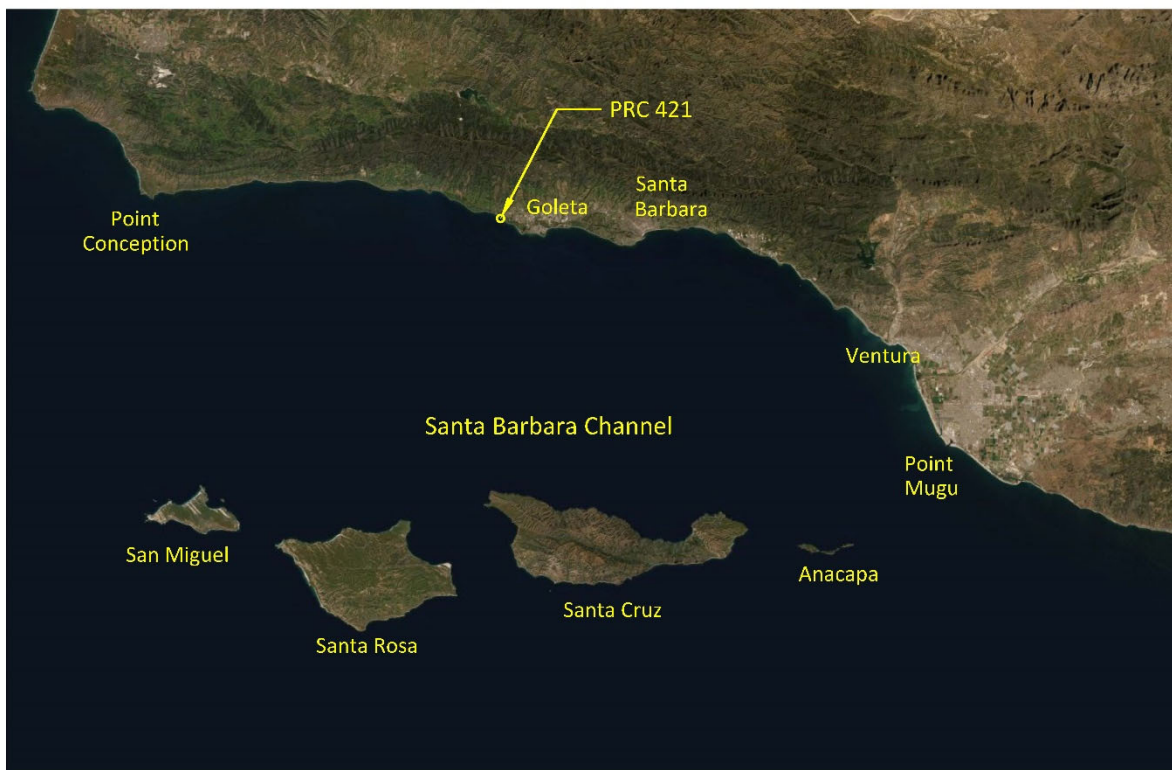 PRC 421
Santa
Barbara
Goleta
Point
Conception
Ventura
Santa Barbara Channel
Point
Mugu
San Miguel
Anacapa
Santa Cruz
Santa Rosa